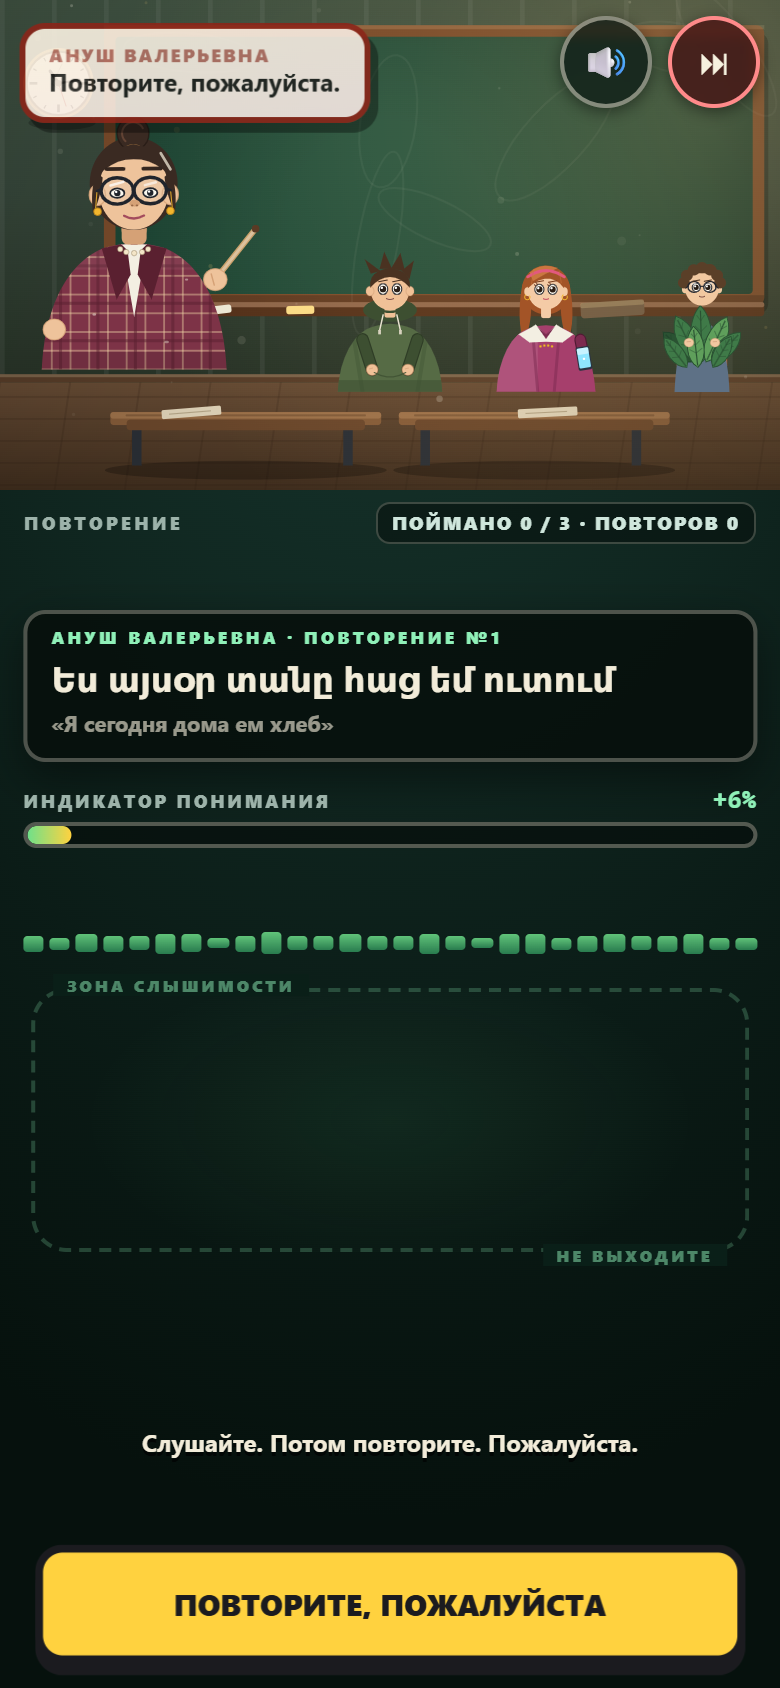 АНУШ ВАЛЕРЬЕВНА
Повторите, пожалуйста.
ПОВТОРЕНИЕ
ПОЙМАНО 0 / 3 · ПОВТОРОВ 0
АНУШ ВАЛЕРЬЕВНА · ПОВТОРЕНИЕ №1
Ես այսօր տանը հաց եմ ուտում
«Я сегодня дома ем хлеб»
ИНДИКАТОР ПОНИМАНИЯ
+6%
ЗОНА СЛЫШИМОСТИ
НЕ ВЫХОДИТЕ
Слушайте. Потом повторите. Пожалуйста.
ПОВТОРИТЕ, ПОЖАЛУЙСТА